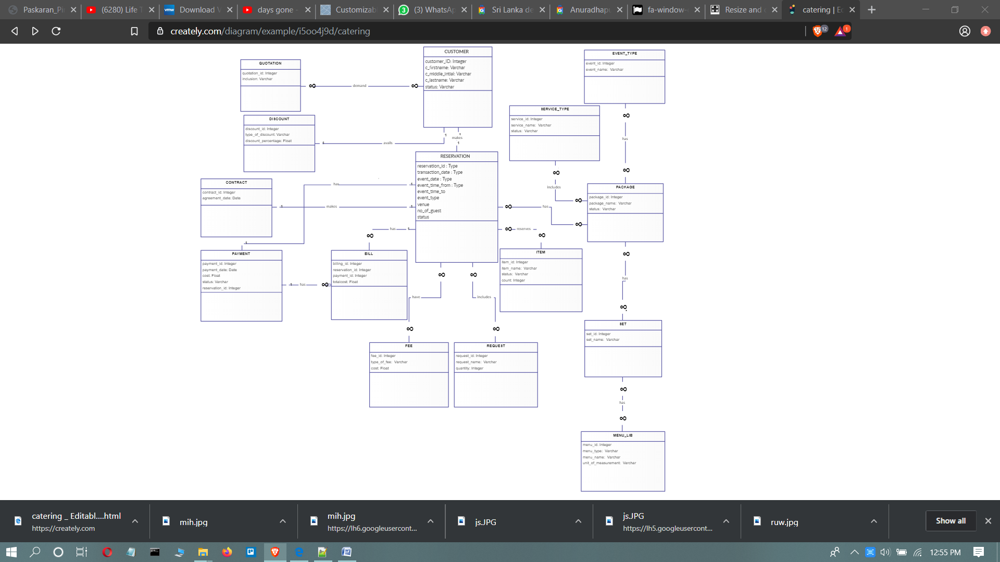 Paskaran_Pi
(6280) Life T
Download V
days gone -
Customizab
(3) WhatsAp
Sri Lanka de
Anuradhapu
fa-window-
Resize and
catering | Ed
creately.com/diagram/example/i5oo4j9d/catering
12
1
CUSTOMER
customer_ID: Integer
c_firstname: Varchar
c_middle_intial: Varchar
c_lastname: Varchar
status: Varchar
EVENT_TYPE
event_id: Integer
event_name: Varchar
QUOTATION
quotation_id: Integer
inclusion: Varchar
∞ demand ∞
SERVICE_TYPE
service_id: Integer
service_name: Varchar
status: Varchar
DISCOUNT
discount_id: Integer
type_of_discount: Varchar
discount_percentage: Float
1 avails 1
1 makes 1
∞ has ∞
RESERVATION
reservation_id : Type
transaction_date : Type
event_date : Type
event_time_from : Type
event_time_to
event_type
venue
no_of_guest
status
∞ includes ∞
CONTRACT
contract_id: Integer
agreement_date: Date
1 has 1
1 makes 1
PACKAGE
package_id: Integer
package_name: Varchar
status: Varchar
∞ has ∞
∞ has 1
∞ reserves ∞
PAYMENT
payment_id: Integer
payment_date: Date
cost: Float
status: Varchar
reservation_id: Integer
1 has ∞
BILL
billing_id: Integer
reservation_id: Integer
payment_id: Integer
totalcost: Float
ITEM
item_id: Integer
item_name: Varchar
status: Varchar
count: Integer
∞ have ∞
∞ includes ∞
∞ has ∞
FEE
fee_id: Integer
type_of_fee: Varchar
cost: Float
REQUEST
request_id: Integer
request_name: Varchar
quantity: Integer
SET
set_id: Integer
set_name: Varchar
∞ has ∞
MENU_LIB
menu_id: Integer
menu_type: Varchar
menu_name: Varchar
unit_of_measurement: Varchar
catering _ Editabl....html
https://creately.com
mih.jpg
mih.jpg
https://lh6.googleusercont...
js.JPG
js.JPG
https://lh5.googleusercont...
ruw.jpg
Show all
12:55 PM